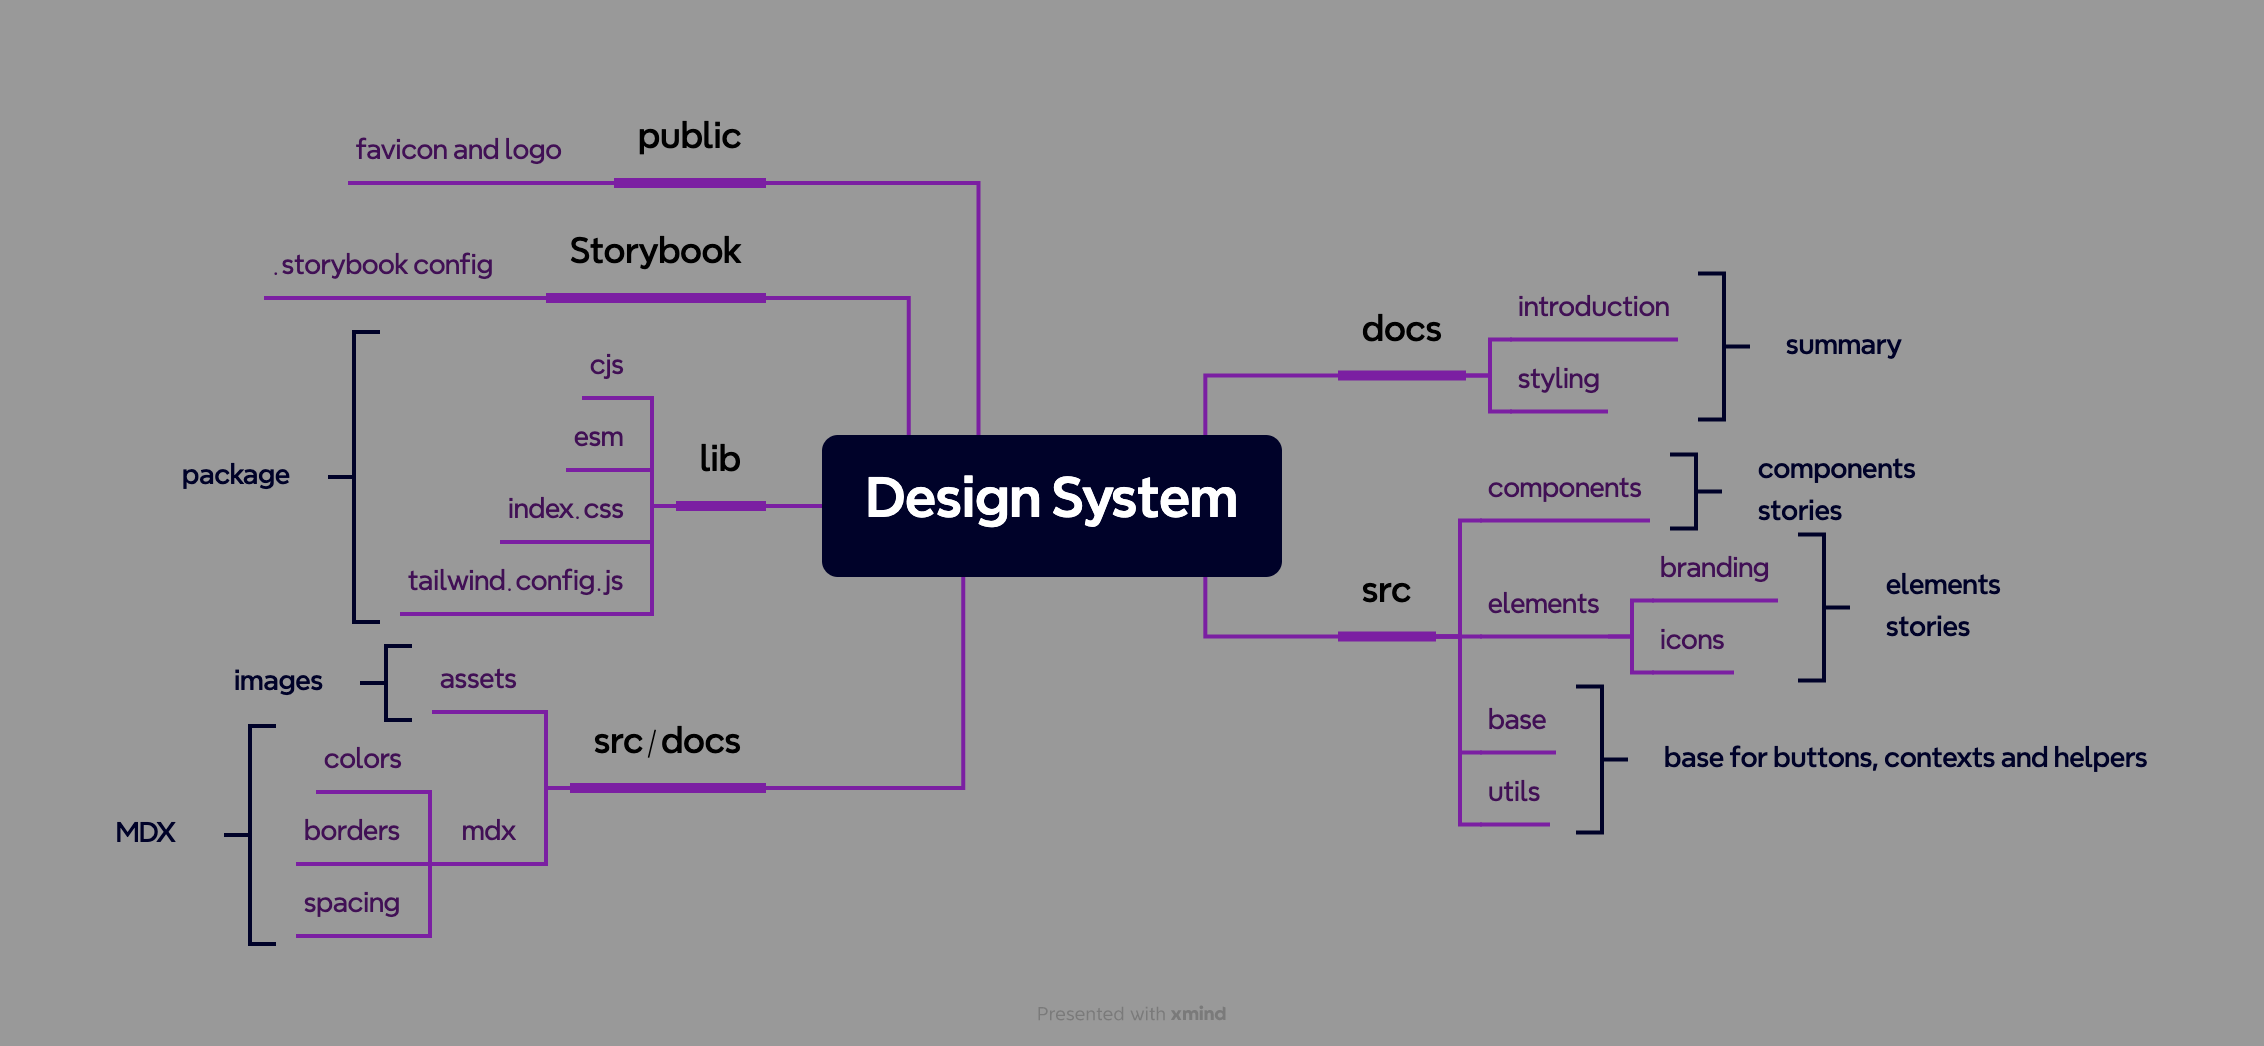 Design System
public
favicon and logo
Storybook
.storybook config
lib
cjs
esm
index.css
tailwind.config.js
package
src/docs
assets
images
mdx
colors
borders
spacing
MDX
docs
introduction
styling
summary
src
components
components
stories
elements
branding
icons
elements
stories
base
utils
base for buttons, contexts and helpers
Presented with xmind